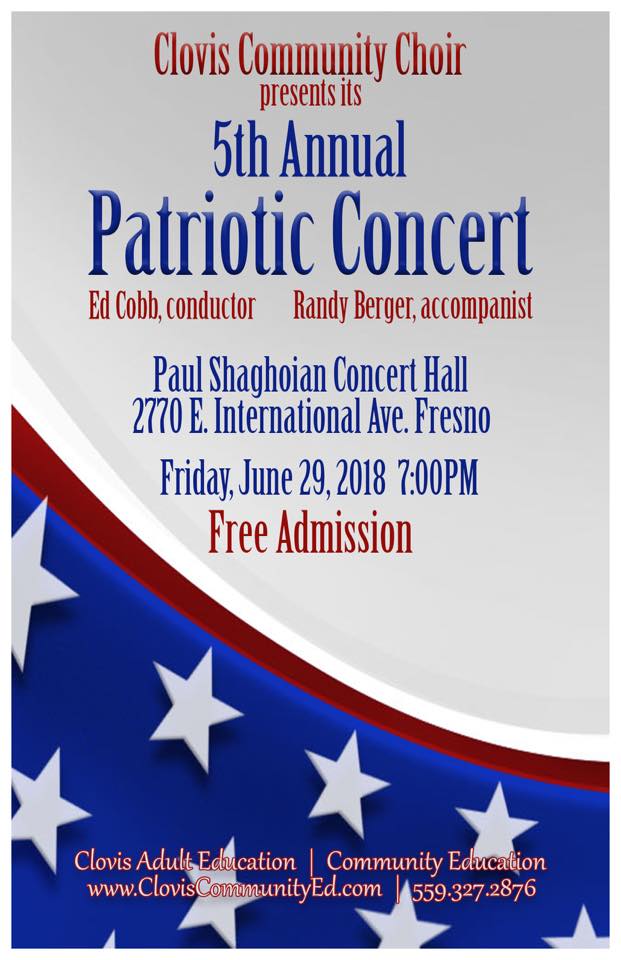 Clovis Community Choir
presents its
5th Annual
Patriotic Concert
Ed Cobb, conductor Randy Berger, accompanist
Paul Shaghoian Concert Hall
2770 E. International Ave. Fresno
Friday, June 29, 2018 7:00PM
Free Admission
Clovis Adult Education | Community Education
www.ClovisCommunityEd.com | 559.327.2876